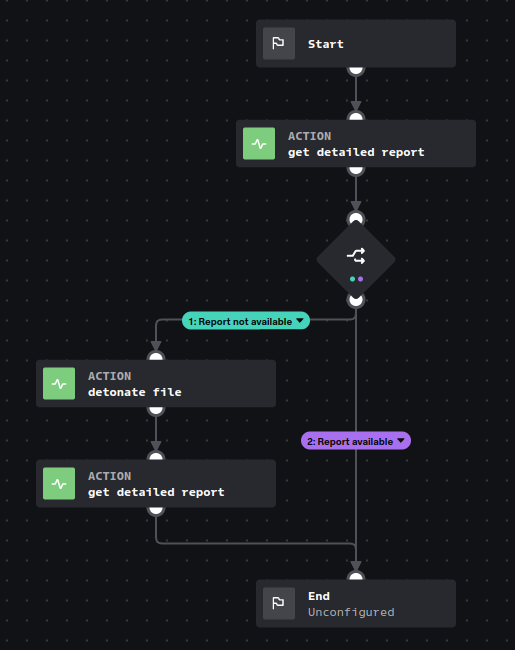 Start
ACTION
get detailed report
1: Report not available
ACTION
detonate file
2: Report available
ACTION
get detailed report
End
Unconfigured